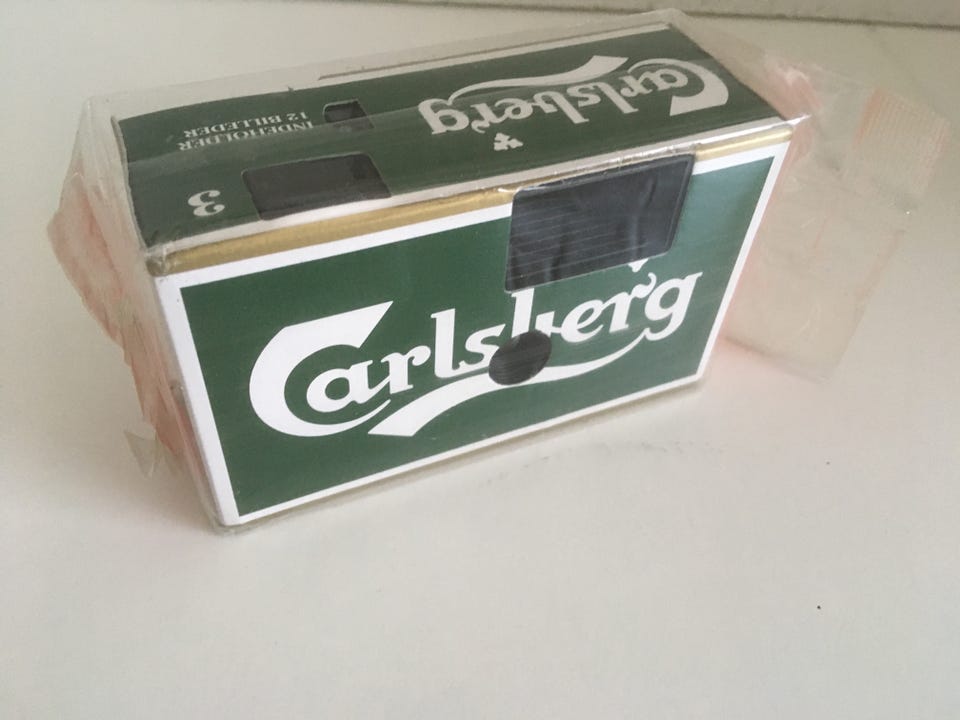 Carlsberg
INDEHOLDER
12 BILLEDER
3
Carlsberg